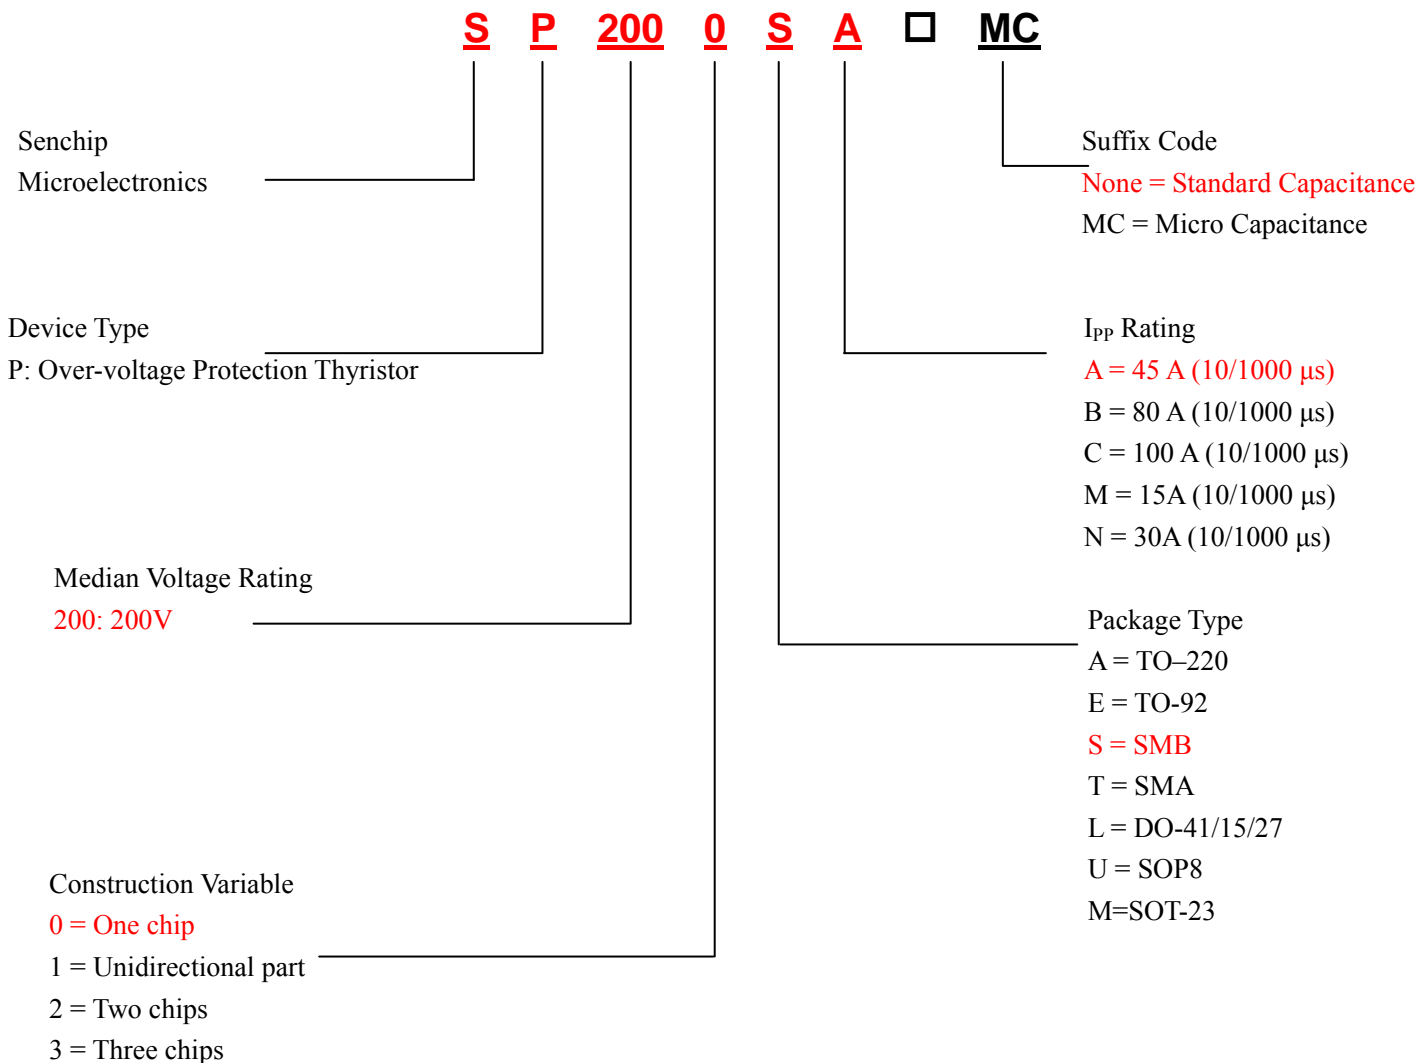 S P 200 0 S A □ MC
Senchip
Microelectronics
Suffix Code
None = Standard Capacitance
MC = Micro Capacitance
Device Type
P: Over-voltage Protection Thyristor
IPP Rating
A = 45 A (10/1000 μs)
B = 80 A (10/1000 μs)
C = 100 A (10/1000 μs)
M = 15A (10/1000 μs)
N = 30A (10/1000 μs)
Median Voltage Rating
200: 200V
Package Type
A = TO–220
E = TO-92
S = SMB
T = SMA
L = DO-41/15/27
U = SOP8
M=SOT-23
Construction Variable
0 = One chip
1 = Unidirectional part
2 = Two chips
3 = Three chips